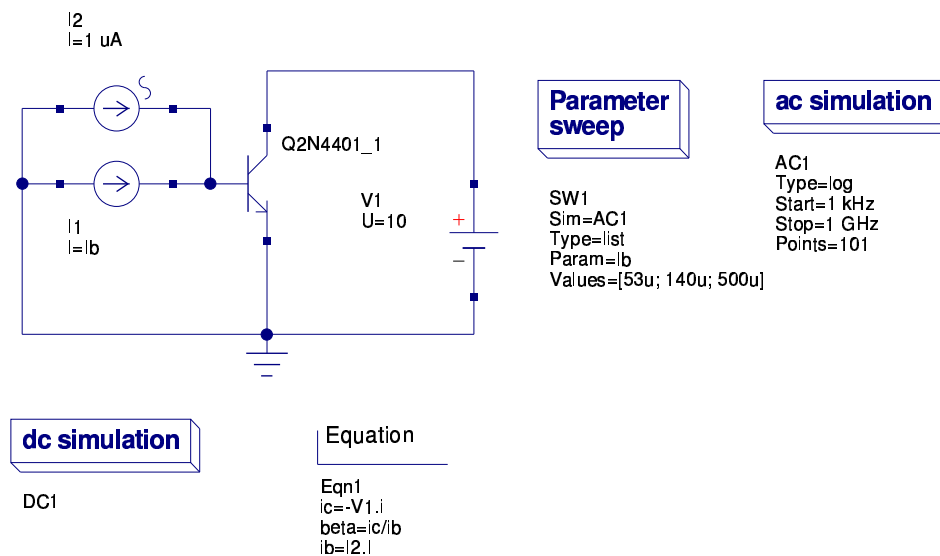 I2
I=1 uA
I1
I=Ib
Q2N4401_1
V1
U=10
+
−
Parameter
sweep
SW1
Sim=AC1
Type=list
Param=Ib
Values=[53u; 140u; 500u]
ac simulation
AC1
Type=log
Start=1 kHz
Stop=1 GHz
Points=101
dc simulation
DC1
Equation
Eqn1
ic=-V1.i
beta=ic/ib
ib=I2.I